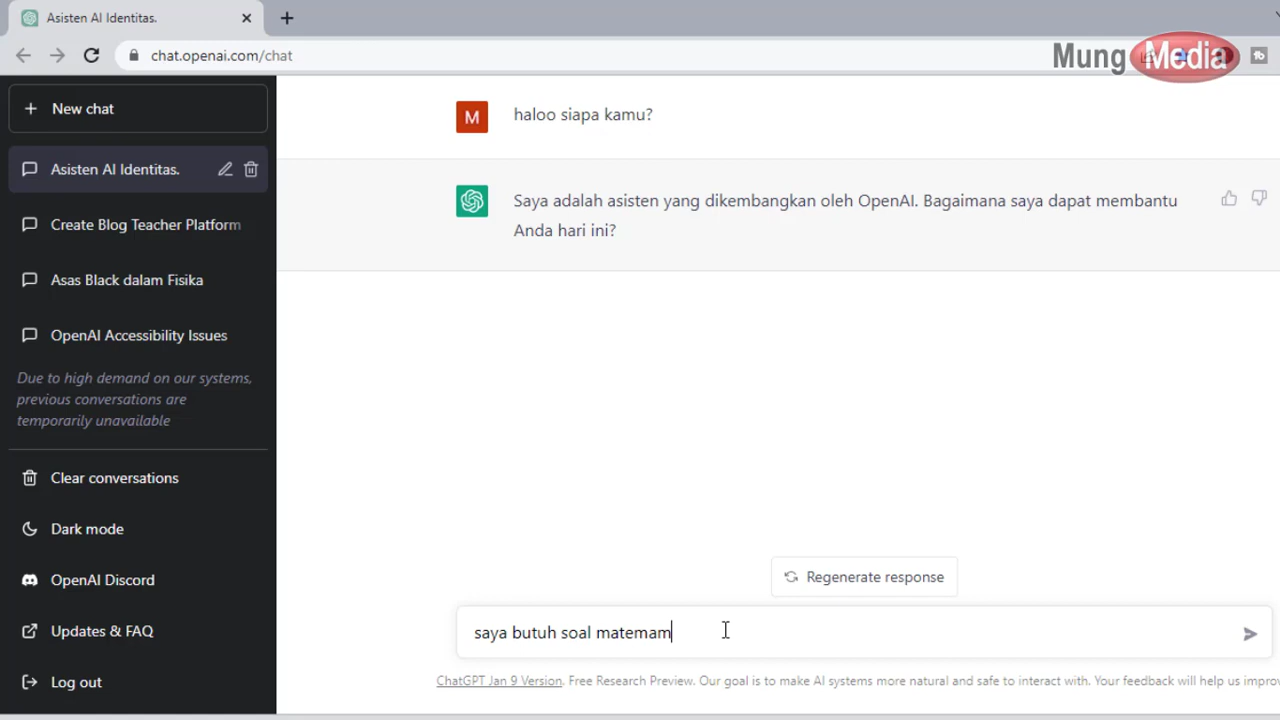 Asisten AI Identitas.
chat.openai.com/chat
Mung Media
New chat
Asisten AI Identitas.
Create Blog Teacher Platform
Asas Black dalam Fisika
OpenAI Accessibility Issues
Due to high demand on our systems,
previous conversations are
temporarily unavailable
Clear conversations
Dark mode
OpenAI Discord
Updates & FAQ
Log out
M
haloo siapa kamu?
Saya adalah asisten yang dikembangkan oleh OpenAI. Bagaimana saya dapat membantu
Anda hari ini?
Regenerate response
saya butuh soal matemam
ChatGPT Jan 9 Version. Free Research Preview. Our goal is to make AI systems more natural and safe to interact with. Your feedback will help us improv